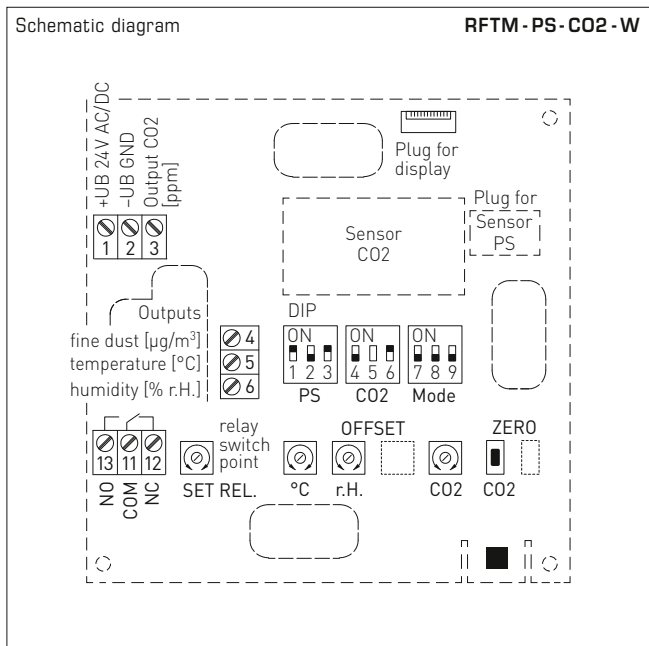 Schematic diagram
RFTM-PS-CO2-W
+UB 24V AC/DC
-UB GND
Output CO2
[ppm]
1 2 3
Plug for
display
Plug for
Sensor
PS
Sensor
CO2
Outputs
fine dust [µg/m³]
temperature [°C]
humidity [% r.H.]
4
5
6
DIP
ON
1 2 3
PS
ON
4 5 6
CO2
ON
7 8 9
Mode
13 11 12
NO
COM
NC
relay
switch
point
SET REL.
OFFSET
°C
r.H.
CO2
ZERO
CO2